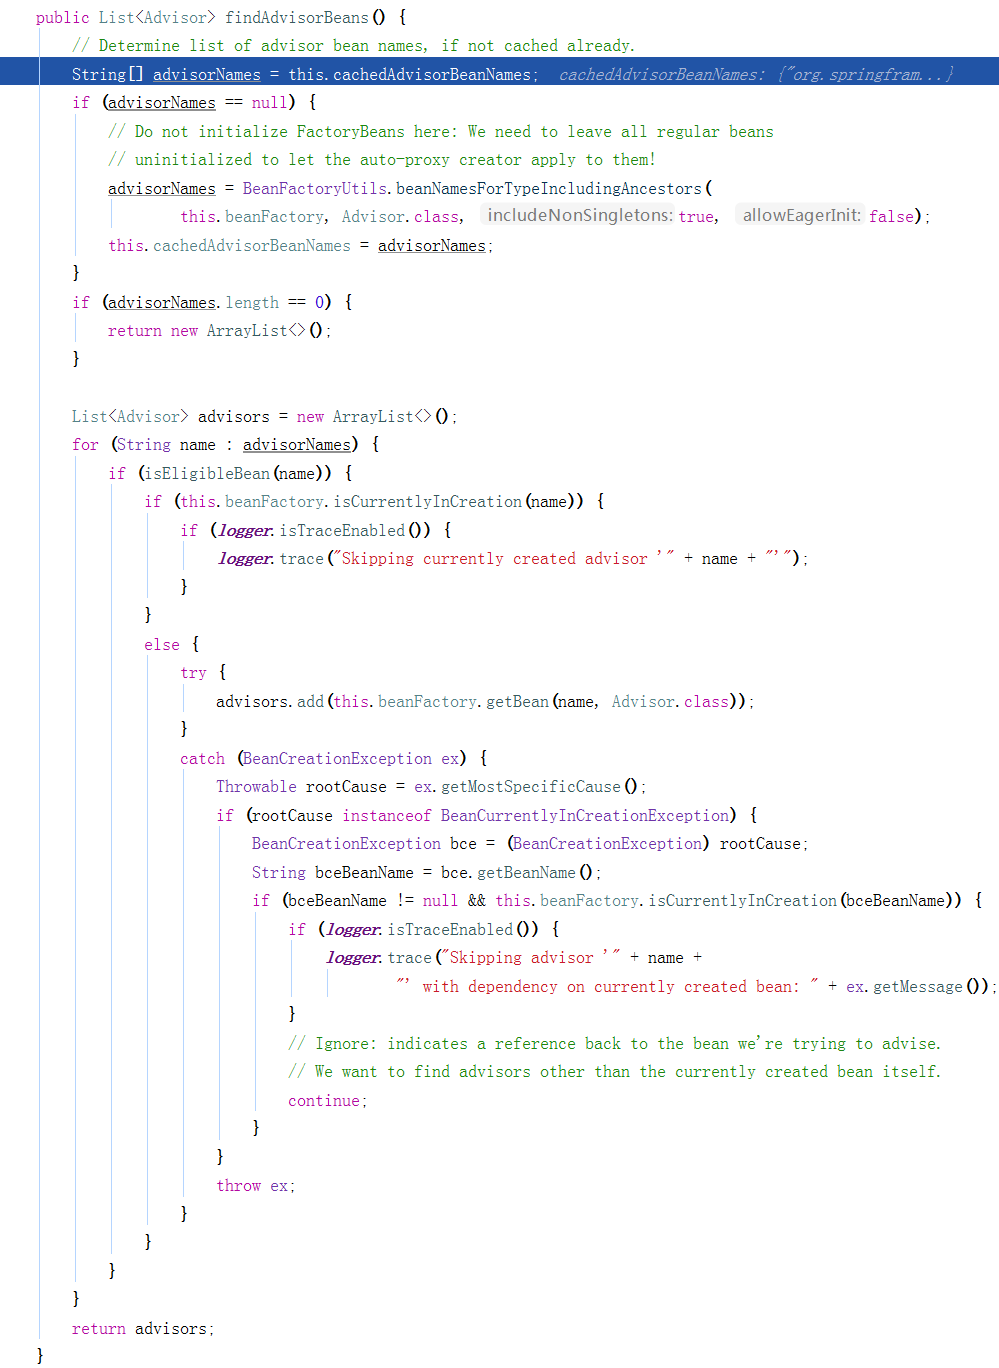 public List<Advisor> findAdvisorBeans() {
// Determine list of advisor bean names, if not cached already.
String[] advisorNames = this.cachedAdvisorBeanNames; cachedAdvisorBeanNames: {"org.springfram...}
if (advisorNames == null) {
// Do not initialize FactoryBeans here: We need to leave all regular beans
// uninitialized to let the auto-proxy creator apply to them!
advisorNames = BeanFactoryUtils.beanNamesForTypeIncludingAncestors(
this.beanFactory, Advisor.class, includeNonSingletons: true, allowEagerInit: false);
this.cachedAdvisorBeanNames = advisorNames;
}
if (advisorNames.length == 0) {
return new ArrayList<>();
}
List<Advisor> advisors = new ArrayList<>();
for (String name : advisorNames) {
if (isEligibleBean(name)) {
if (this.beanFactory.isCurrentlyInCreation(name)) {
if (logger.isTraceEnabled()) {
logger.trace("Skipping currently created advisor '" + name + "'");
}
}
else {
try {
advisors.add(this.beanFactory.getBean(name, Advisor.class));
}
catch (BeanCreationException ex) {
Throwable rootCause = ex.getMostSpecificCause();
if (rootCause instanceof BeanCurrentlyInCreationException) {
BeanCreationException bce = (BeanCreationException) rootCause;
String bceBeanName = bce.getBeanName();
if (bceBeanName != null && this.beanFactory.isCurrentlyInCreation(bceBeanName)) {
if (logger.isTraceEnabled()) {
logger.trace("Skipping advisor '" + name +
"' with dependency on currently created bean: " + ex.getMessage());
}
// Ignore: indicates a reference back to the bean we're trying to advise.
// We want to find advisors other than the currently created bean itself.
continue;
}
}
throw ex;
}
}
}
}
return advisors;
}